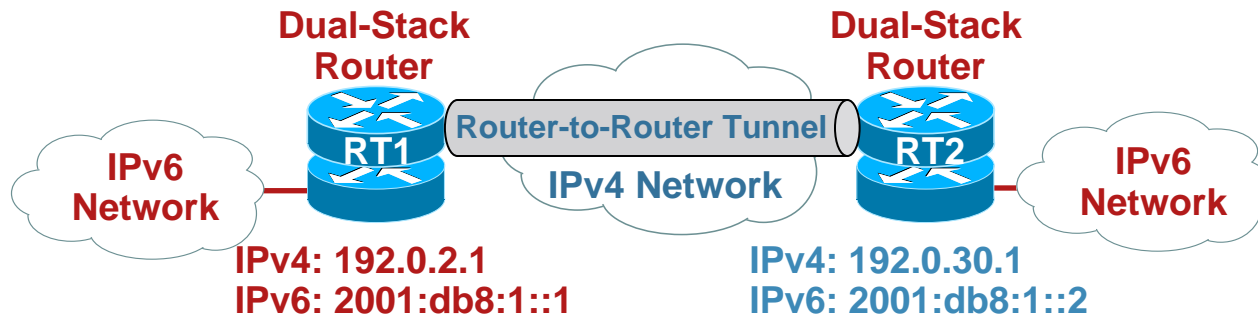 Dual-Stack
Router
Dual-Stack
Router
Router-to-Router Tunnel
RT1
RT2
IPv6
Network
IPv4 Network
IPv6
Network
IPv4: 192.0.2.1
IPv6: 2001:db8:1::1
IPv4: 192.0.30.1
IPv6: 2001:db8:1::2